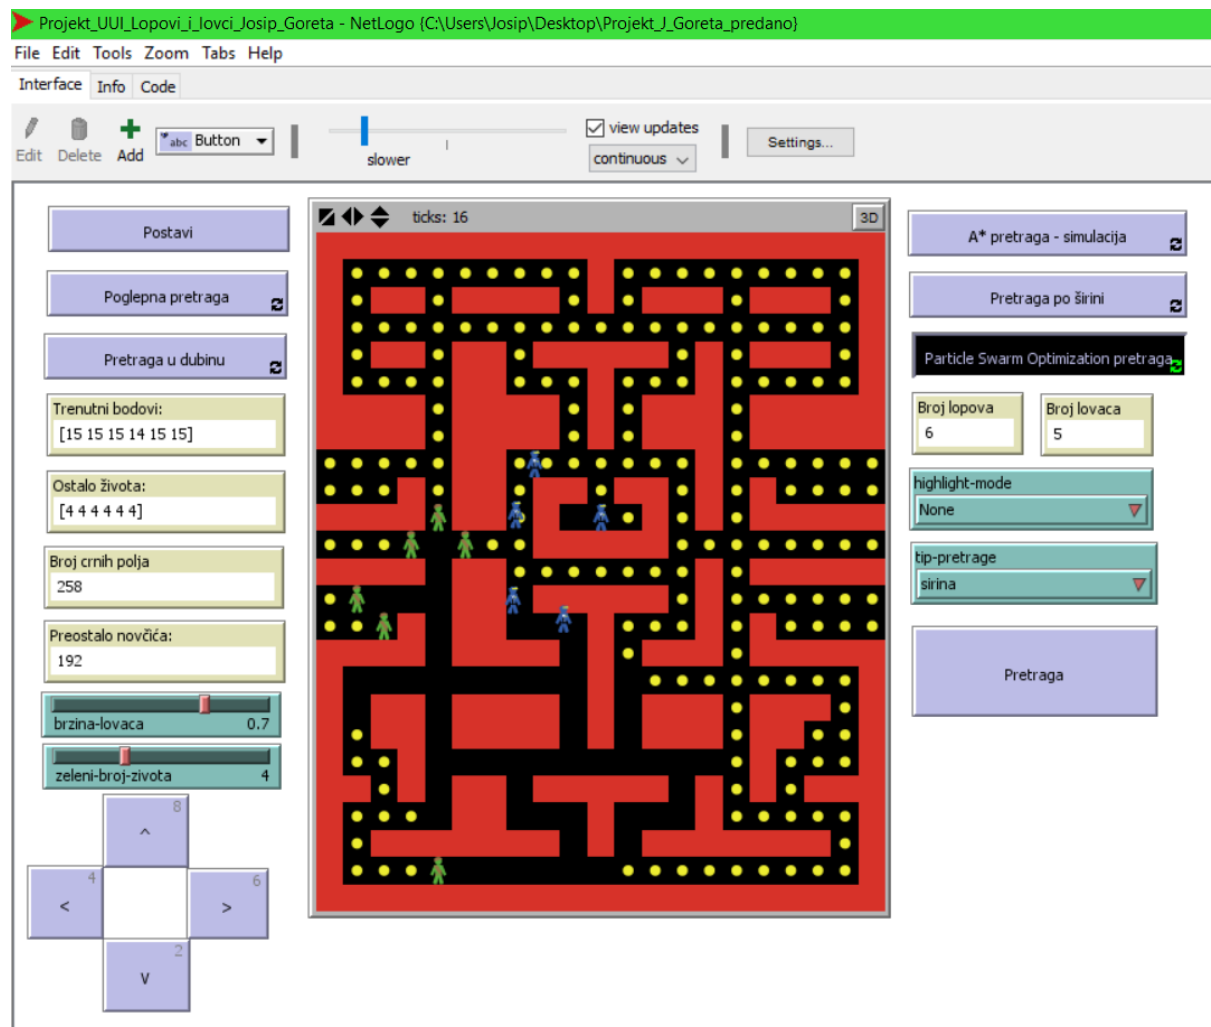 Projekt_UUI_Lopovi_i_lovci_Josip_Goreta - NetLogo {C:\Users\Josip\Desktop\Projekt_J_Goreta_predano}
File Edit Tools Zoom Tabs Help
Interface Info Code
Edit Delete Add abc Button slower view updates continuous Settings...
Postavi
Poglepna pretraga
Pretraga u dubinu
Trenutni bodovi:
[15 15 15 14 15 15]
Ostalo života:
[4 4 4 4 4 4]
Broj crnih polja
258
Preostalo novčića:
192
brzina-lovaca 0.7
zeleni-broj-zivota 4
8
^
4
<
6
>
2
v
ticks: 16 3D
A* pretraga - simulacija
Pretraga po širini
Particle Swarm Optimization pretraga
Broj lopova
6
Broj lovaca
5
highlight-mode
None
tip-pretrage
sirina
Pretraga